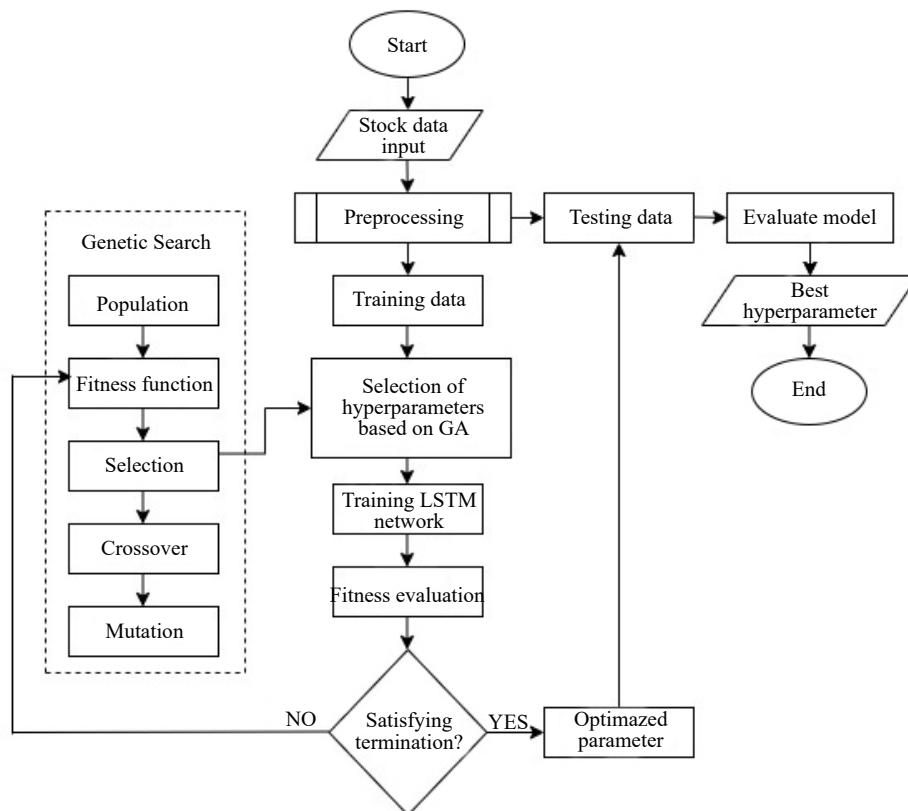 Start
Stock data
input
Preprocessing
Testing data
Evaluate model
Genetic Search
Population
Training data
Best
hyperparameter
Fitness function
Selection of
hyperparameters
based on GA
End
Selection
Training LSTM
network
Crossover
Fitness evaluation
Mutation
NO
Satisfying
termination?
YES
Optimazed
parameter